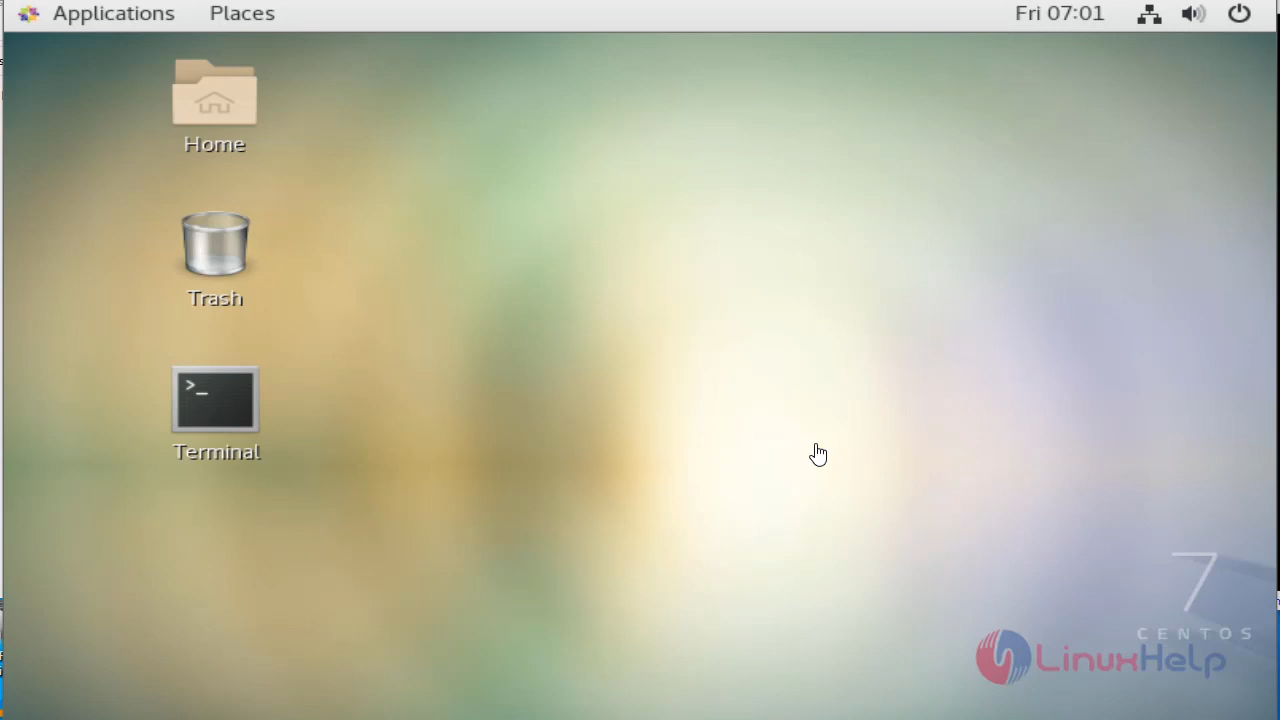 Applications Places Fri 07:01
Home
Trash
>_
Terminal
7
CENTOS
LinuxHelp